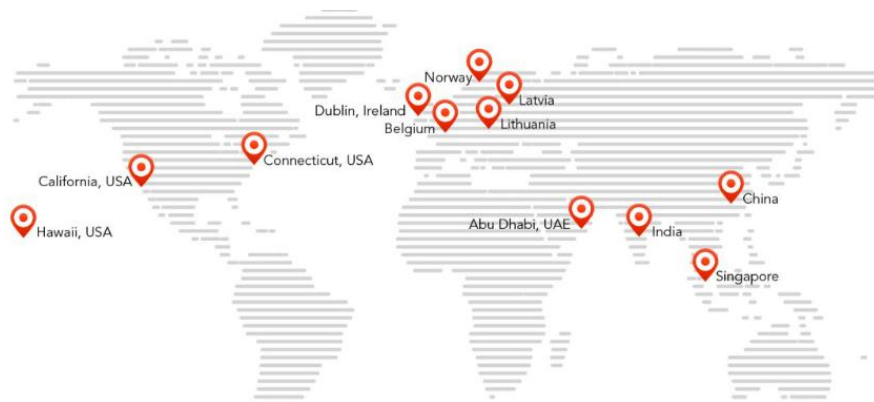 Norway
Latvia
Dublin, Ireland
Lithuania
Belgium
Connecticut, USA
California, USA
China
Abu Dhabi, UAE
India
Hawaii, USA
Singapore